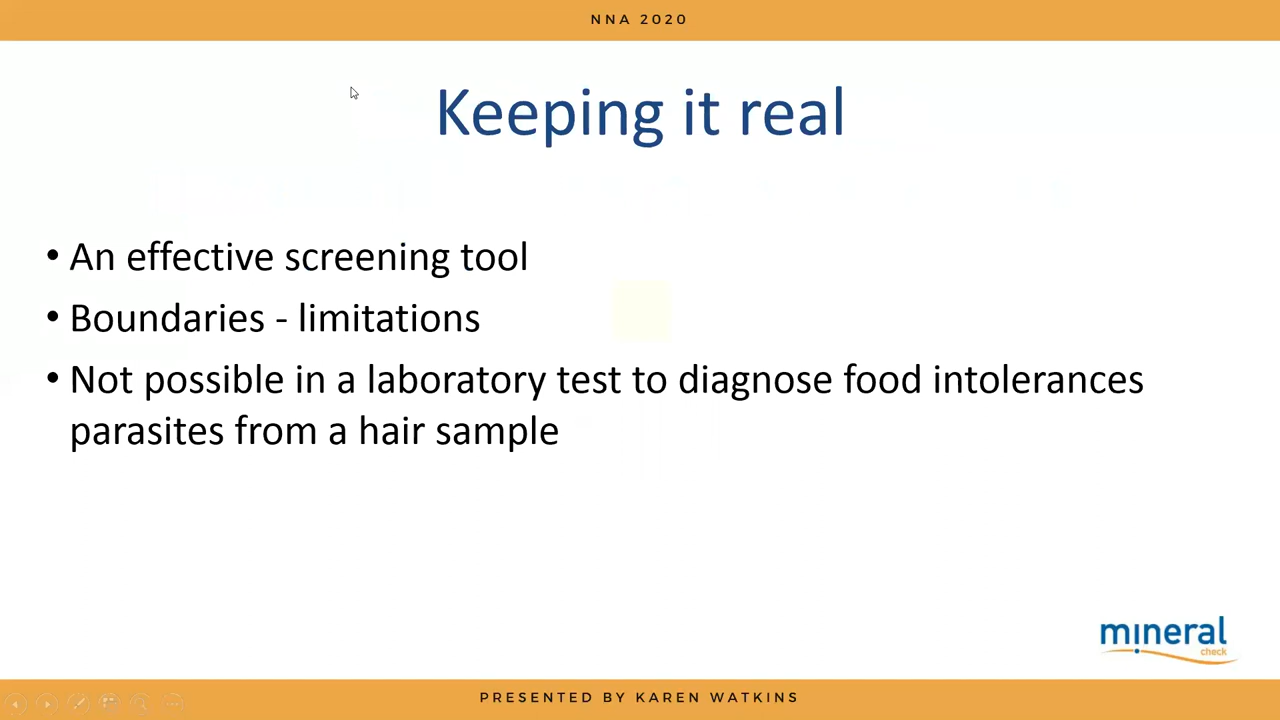 NNA 2020
Keeping it real
• An effective screening tool
• Boundaries - limitations
• Not possible in a laboratory test to diagnose food intolerances
parasites from a hair sample
mineral
check
PRESENTED BY KAREN WATKINS